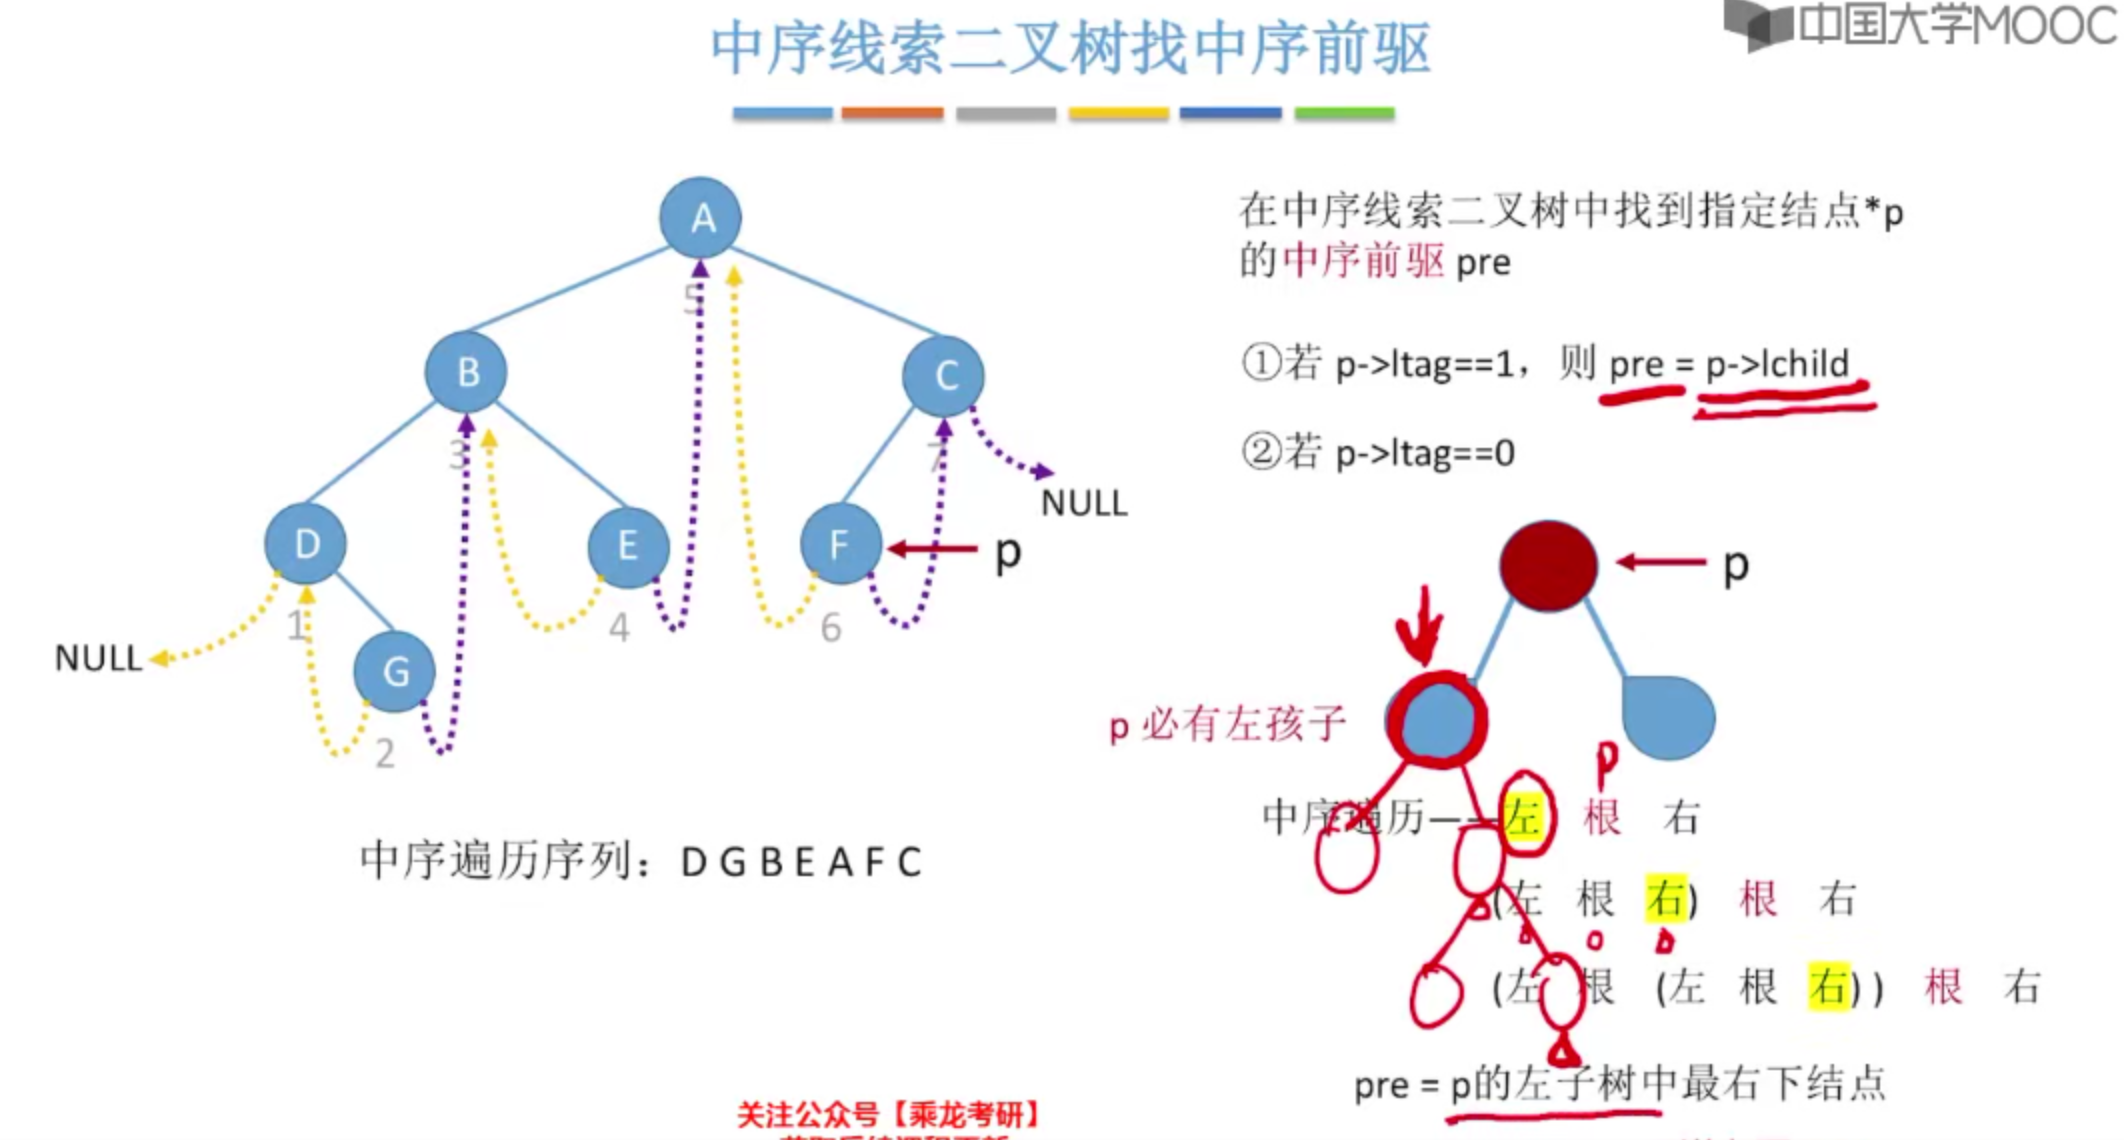 中序线索二叉树找中序前驱
中国大学MOOC
A
5
B
C
3
7
NULL
D
E
F
p
1
4
6
NULL
G
2
中序遍历序列：D G B E A F C
在中序线索二叉树中找到指定结点*p
的中序前驱 pre
①若 p->ltag==1，则 pre = p->lchild
②若 p->ltag==0
p
p 必有左孩子
p
中序遍历——左 根 右
(左 根 右) 根 右
(左 根 (左 根 右)) 根 右
pre = p的左子树中最右下结点
关注公众号【乘龙考研】